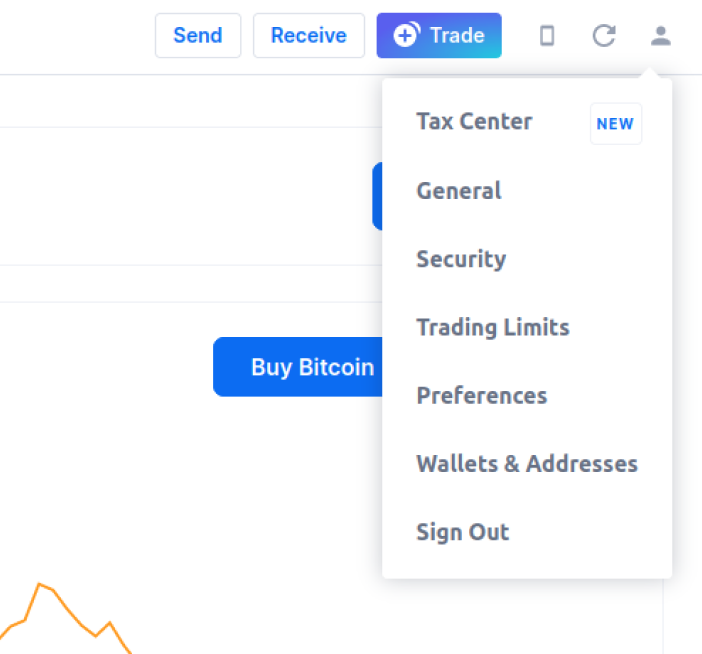 Send
Receive
Trade
Tax Center
NEW
General
Security
Trading Limits
Buy Bitcoin
Preferences
Wallets & Addresses
Sign Out